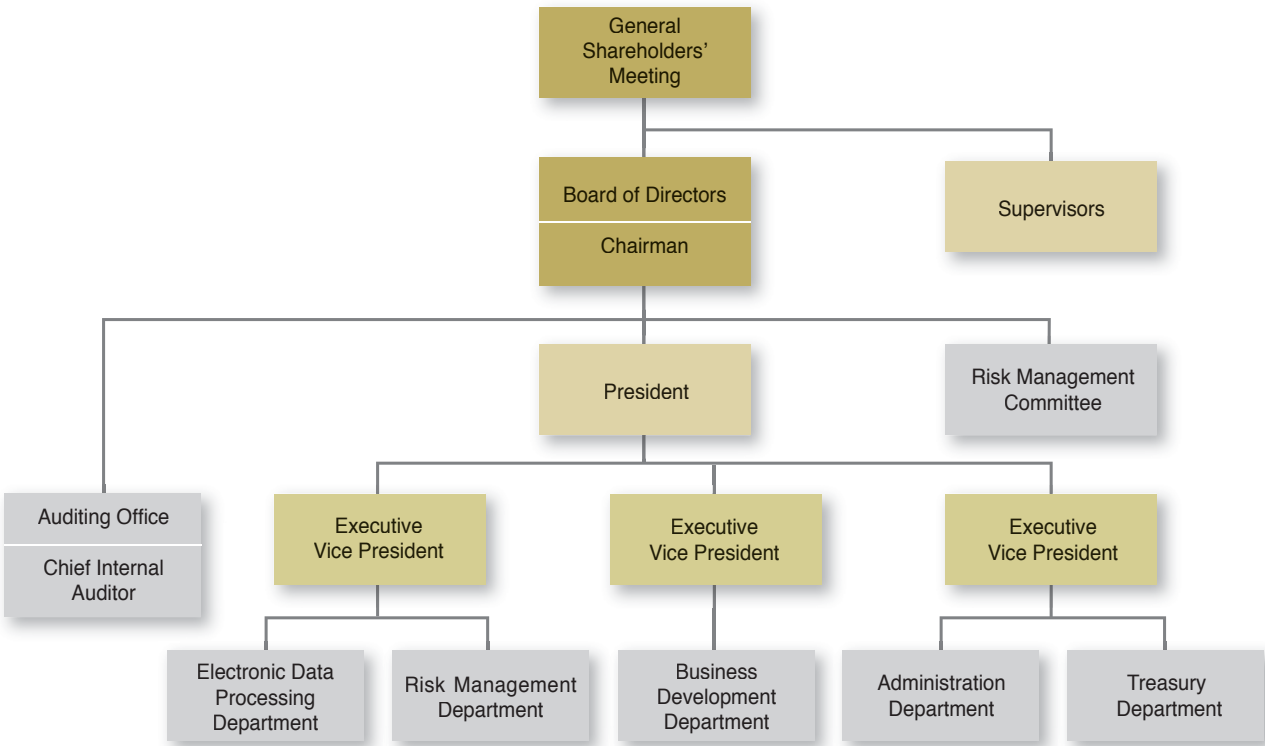 General
Shareholders'
Meeting
Board of Directors
Chairman
Supervisors
President
Risk Management
Committee
Auditing Office
Chief Internal
Auditor
Executive
Vice President
Executive
Vice President
Executive
Vice President
Electronic Data
Processing
Department
Risk Management
Department
Business
Development
Department
Administration
Department
Treasury
Department